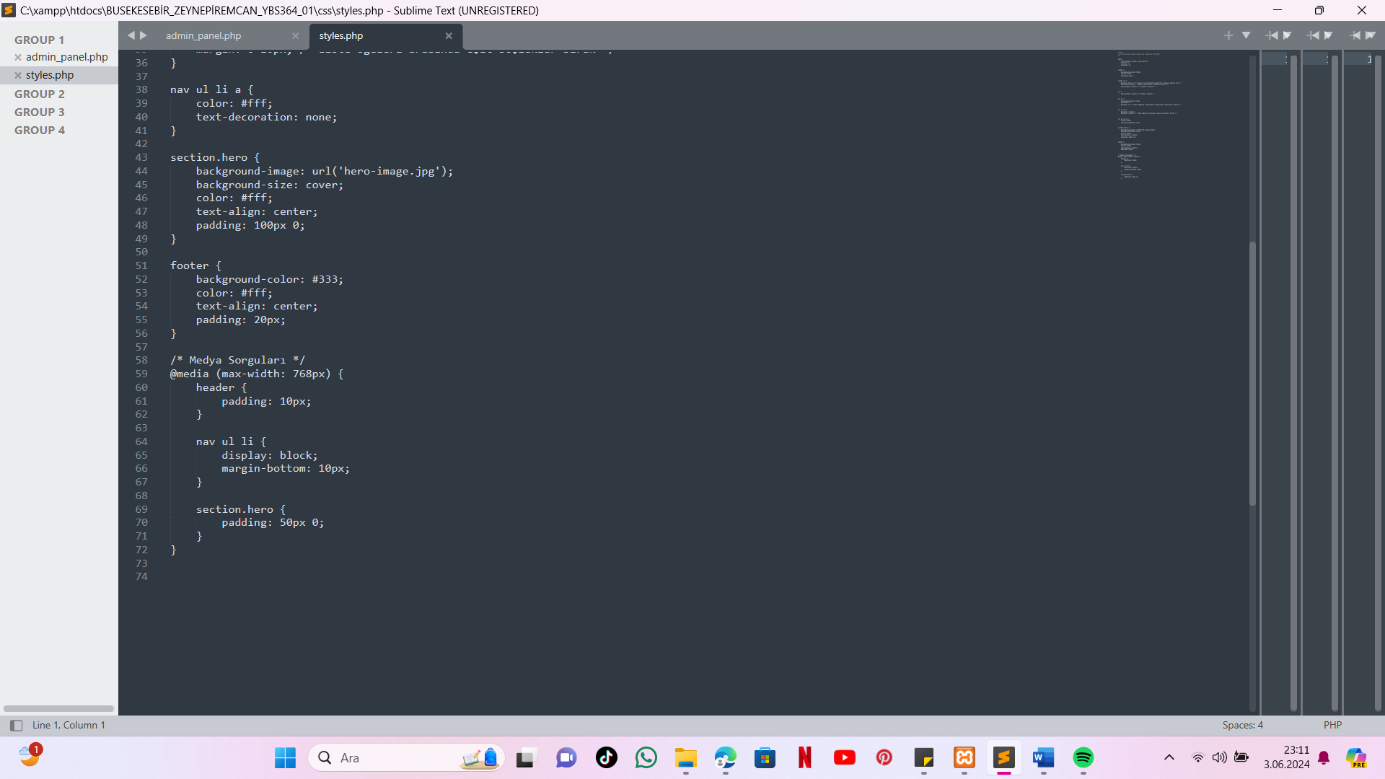 C:\xampp\htdocs\BUSEKESEBİR_ZEYNEPİREMCAN_YBS364_01\css\styles.php - Sublime Text (UNREGISTERED)
GROUP 1
admin_panel.php
styles.php
GROUP 2
GROUP 3
GROUP 4
admin_panel.php
styles.php
36 }
37
38 nav ul li a {
39 color: #fff;
40 text-decoration: none;
41 }
42
43 section.hero {
44 background-image: url('hero-image.jpg');
45 background-size: cover;
46 color: #fff;
47 text-align: center;
48 padding: 100px 0;
49 }
50
51 footer {
52 background-color: #333;
53 color: #fff;
54 text-align: center;
55 padding: 20px;
56 }
57
58 /* Medya Sorguları */
59 @media (max-width: 768px) {
60 header {
61 padding: 10px;
62 }
63
64 nav ul li {
65 display: block;
66 margin-bottom: 10px;
67 }
68
69 section.hero {
70 padding: 50px 0;
71 }
72 }
73
74
Line 1, Column 1
Spaces: 4
PHP
1
Ara
23:11
3.06.2024
PRE